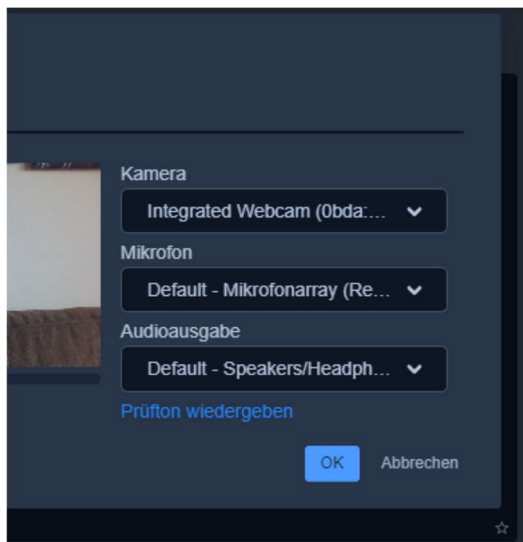 Kamera
Integrated Webcam (0bda:...
Mikrofon
Default - Mikrofonarray (Re...
Audioausgabe
Default - Speakers/Headph...
Prüfton wiedergeben
OK Abbrechen